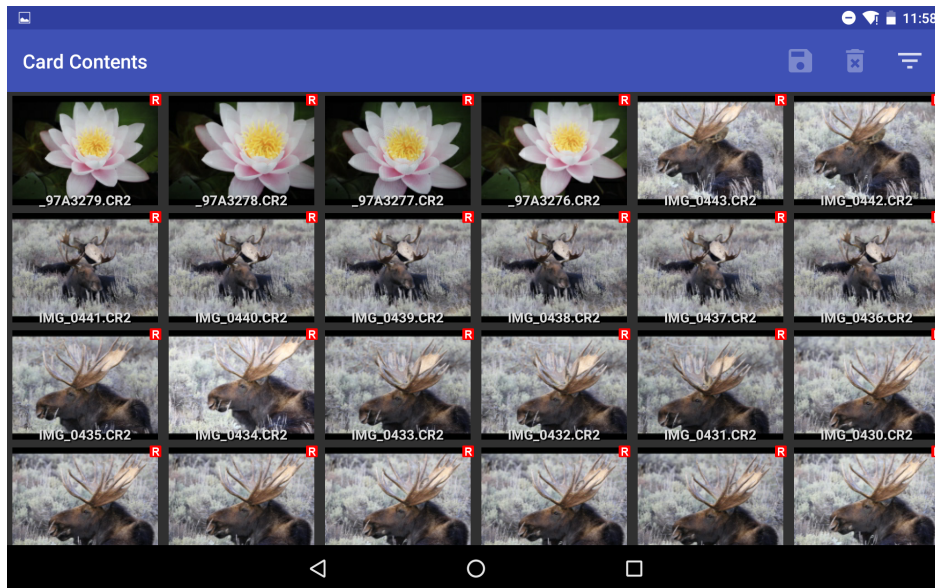 11:58
Card Contents
R R R R R R
_97A3279.CR2 _97A3278.CR2 _97A3277.CR2 _97A3276.CR2 IMG_0443.CR2 IMG_0442.CR2
R R R R R R
IMG_0441.CR2 IMG_0440.CR2 IMG_0439.CR2 IMG_0438.CR2 IMG_0437.CR2 IMG_0436.CR2
R R R R R R
IMG_0435.CR2 IMG_0434.CR2 IMG_0433.CR2 IMG_0432.CR2 IMG_0431.CR2 IMG_0430.CR2
R R R R R R